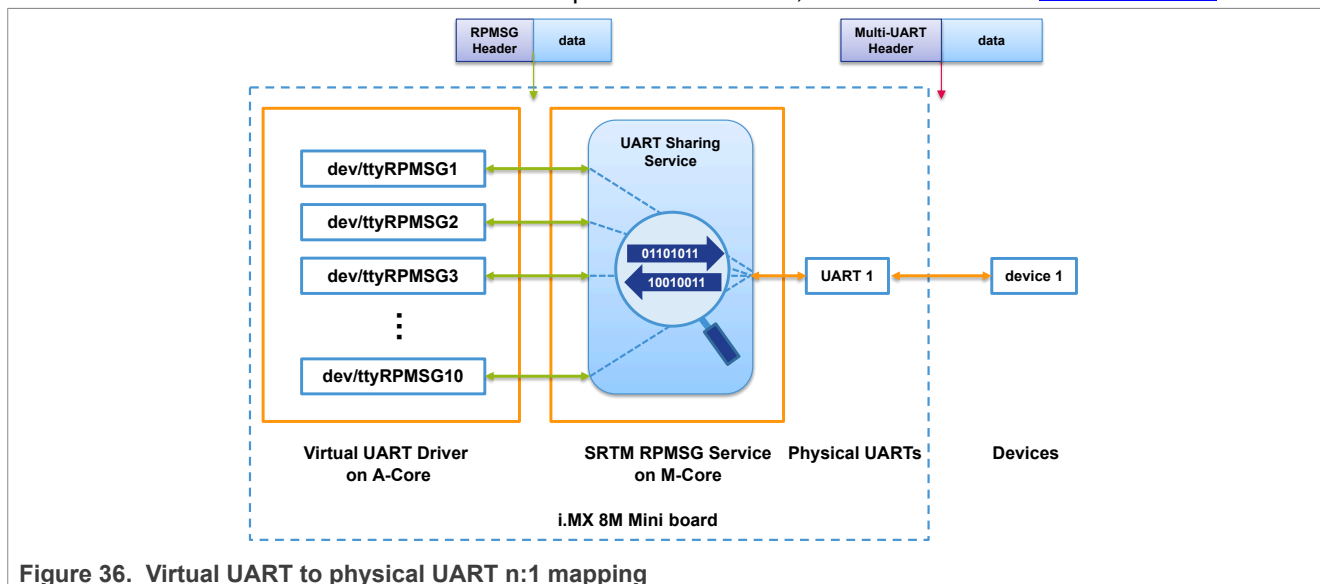 RPMSG
Header
data
Multi-UART
Header
data
UART Sharing
Service
dev/ttyRPMSG1
dev/ttyRPMSG2
dev/ttyRPMSG3
dev/ttyRPMSG10
01101011
10010011
UART 1
device 1
Virtual UART Driver
on A-Core
SRTM RPMSG Service
on M-Core
Physical UARTs
Devices
i.MX 8M Mini board
Figure 36. Virtual UART to physical UART n:1 mapping